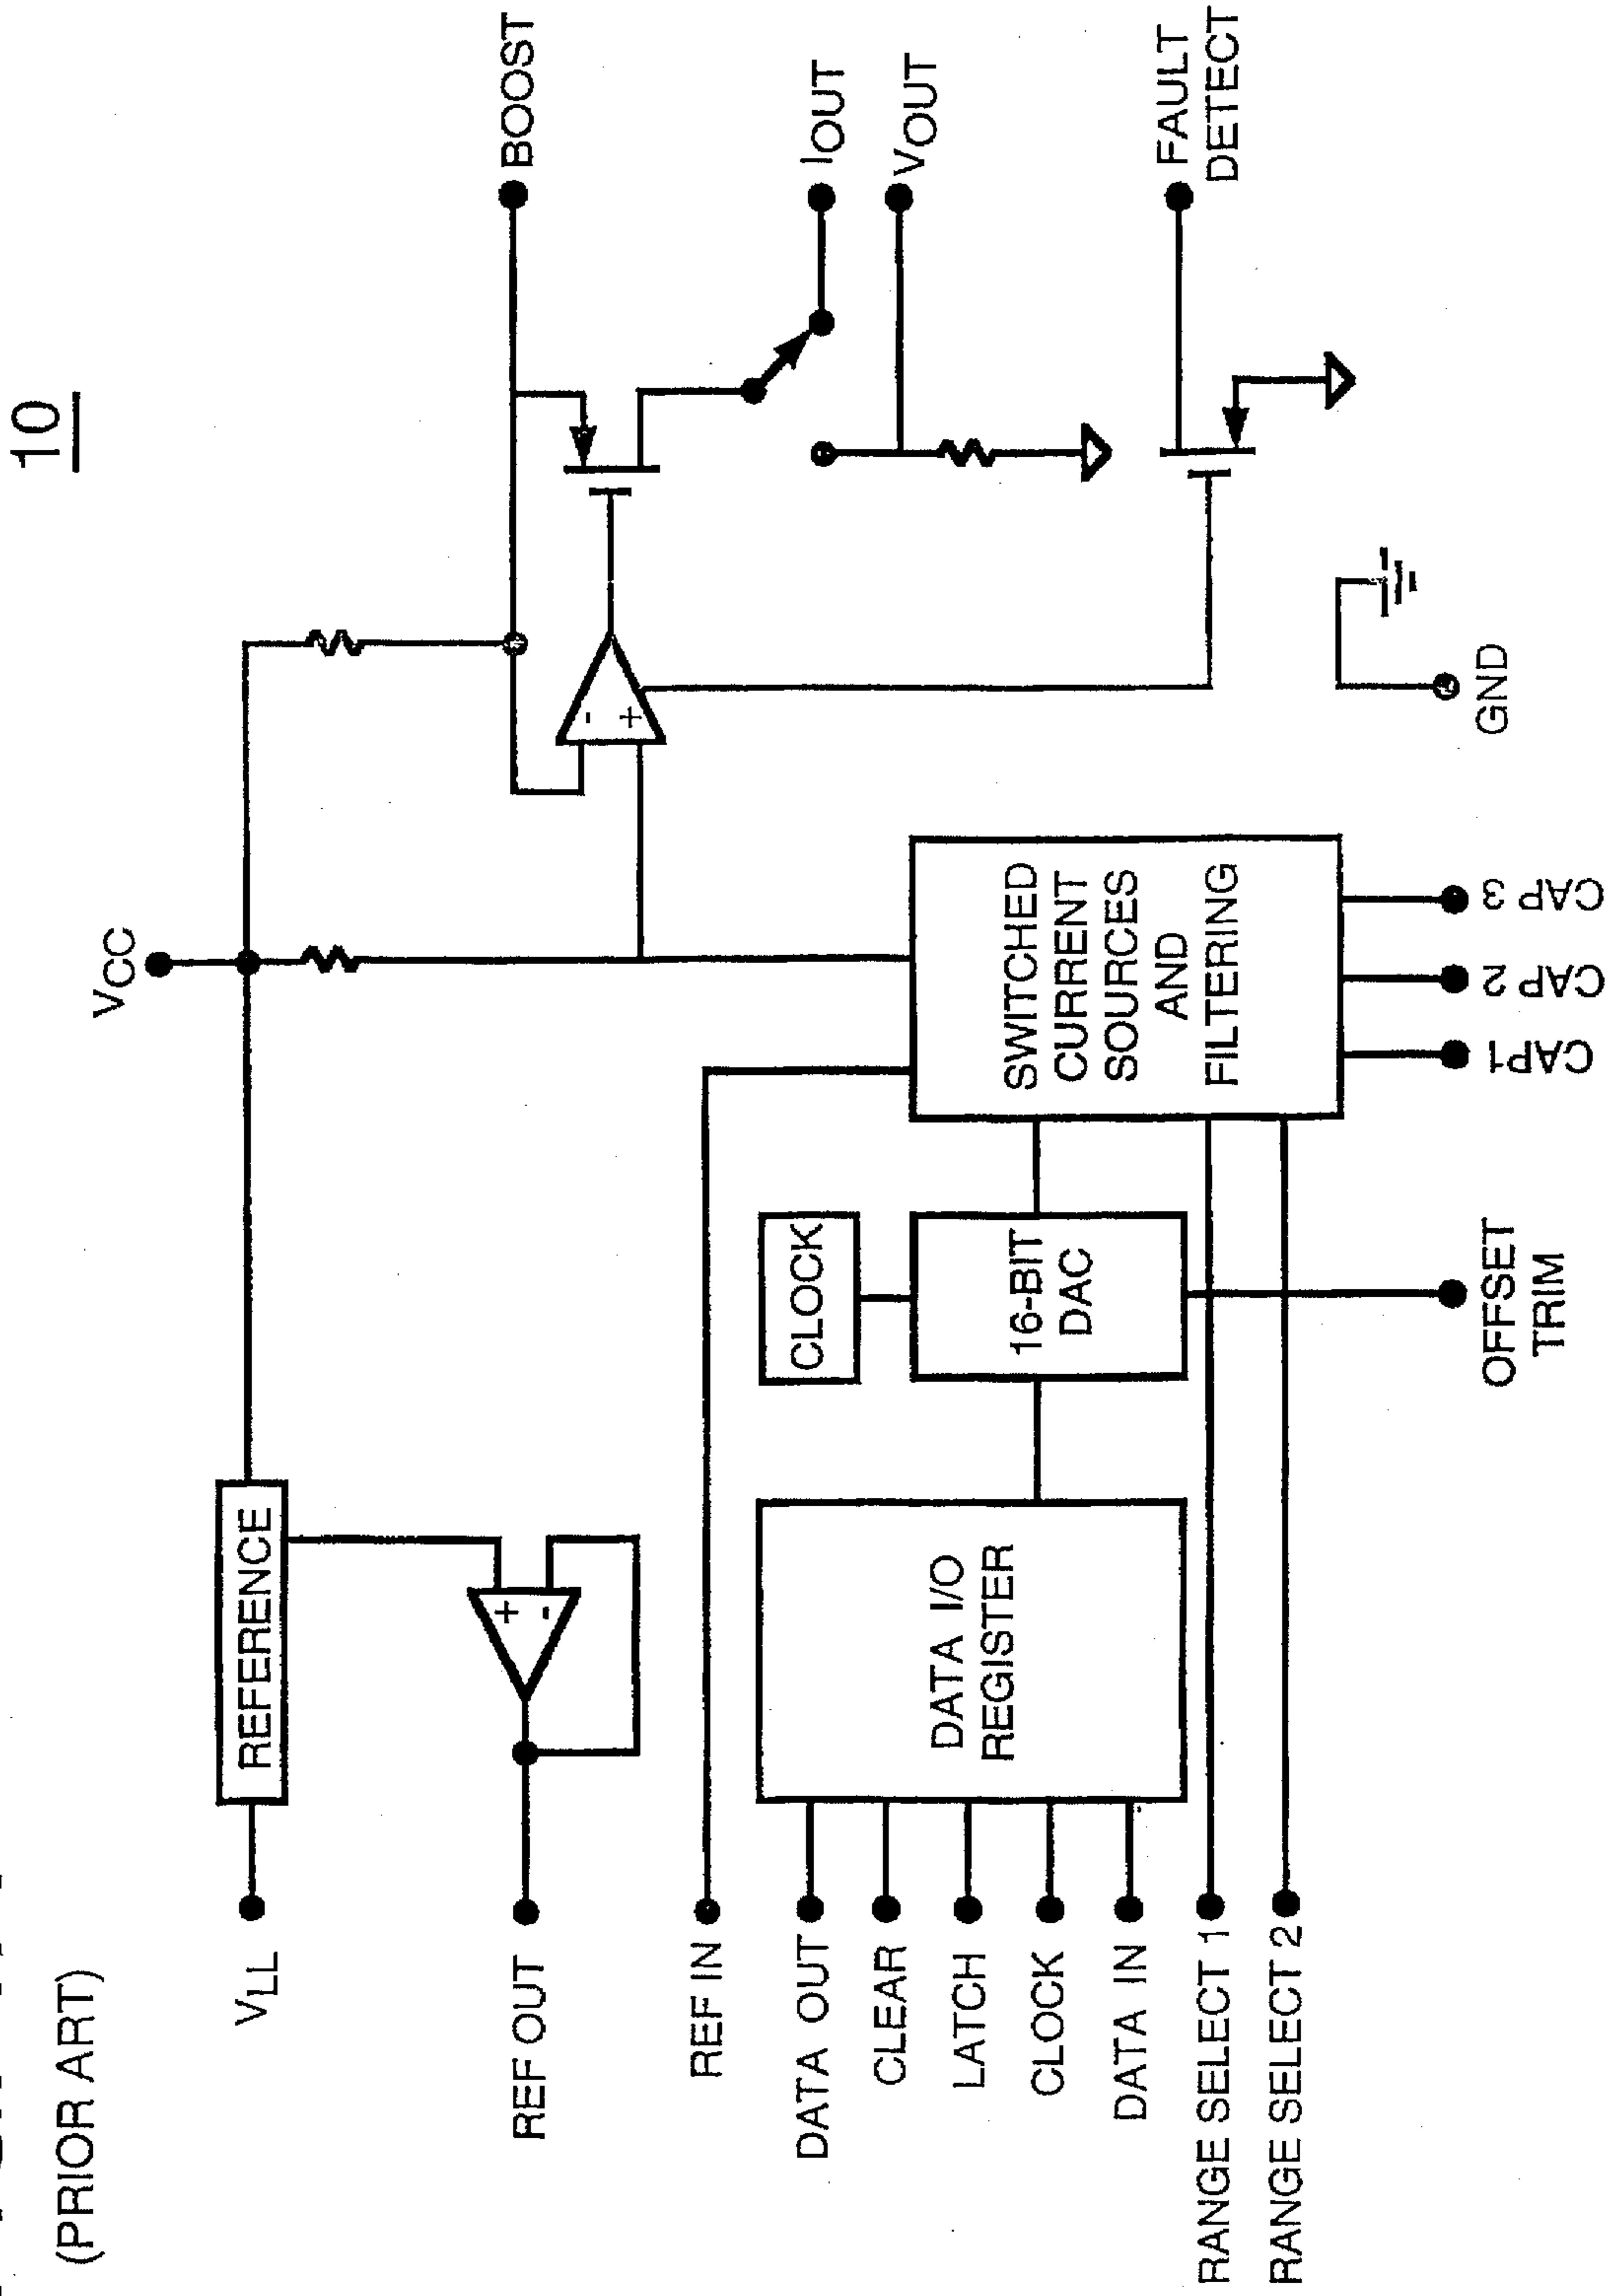 10
(PRIOR ART)
VCC
VLL
REFERENCE
BOOST
REF OUT
+
-
-
+
IOUT
VOUT
REF IN
CLOCK
DATA OUT
CLEAR
LATCH
CLOCK
DATA IN
DATA I/O
REGISTER
16-BIT
DAC
SWITCHED
CURRENT
SOURCES
AND
FILTERING
FAULT
DETECT
RANGE SELECT 1
RANGE SELECT 2
OFFSET
TRIM
CAP1
CAP 2
CAP 3
GND